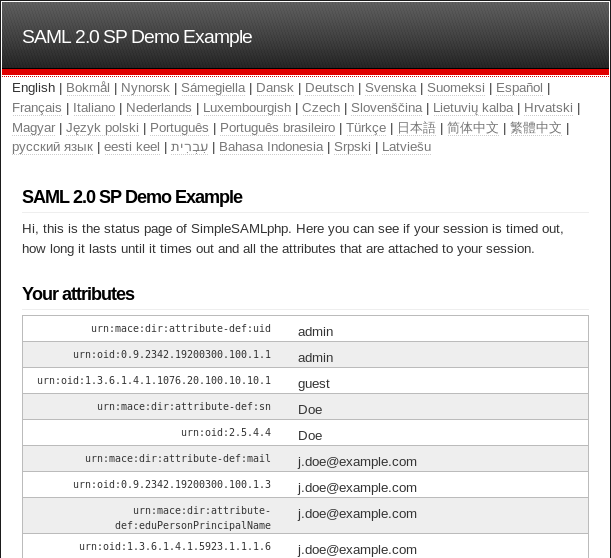 SAML 2.0 SP Demo Example
English | Bokmål | Nynorsk | Sámegiella | Dansk | Deutsch | Svenska | Suomeksi | Español |
Français | Italiano | Nederlands | Luxembourgish | Czech | Slovenščina | Lietuvių kalba | Hrvatski |
Magyar | Język polski | Português | Português brasileiro | Türkçe | 日本語 | 简体中文 | 繁體中文 |
русский язык | eesti keel | עִבְרִית | Bahasa Indonesia | Srpski | Latviešu
SAML 2.0 SP Demo Example
Hi, this is the status page of SimpleSAMLphp. Here you can see if your session is timed out,
how long it lasts until it times out and all the attributes that are attached to your session.
Your attributes
urn:mace:dir:attribute-def:uid admin
urn:oid:0.9.2342.19200300.100.1.1 admin
urn:oid:1.3.6.1.4.1.1076.20.100.10.10.1 guest
urn:mace:dir:attribute-def:sn Doe
urn:oid:2.5.4.4 Doe
urn:mace:dir:attribute-def:mail j.doe@example.com
urn:oid:0.9.2342.19200300.100.1.3 j.doe@example.com
urn:mace:dir:attribute- j.doe@example.com
def:eduPersonPrincipalName
urn:oid:1.3.6.1.4.1.5923.1.1.1.6 j.doe@example.com